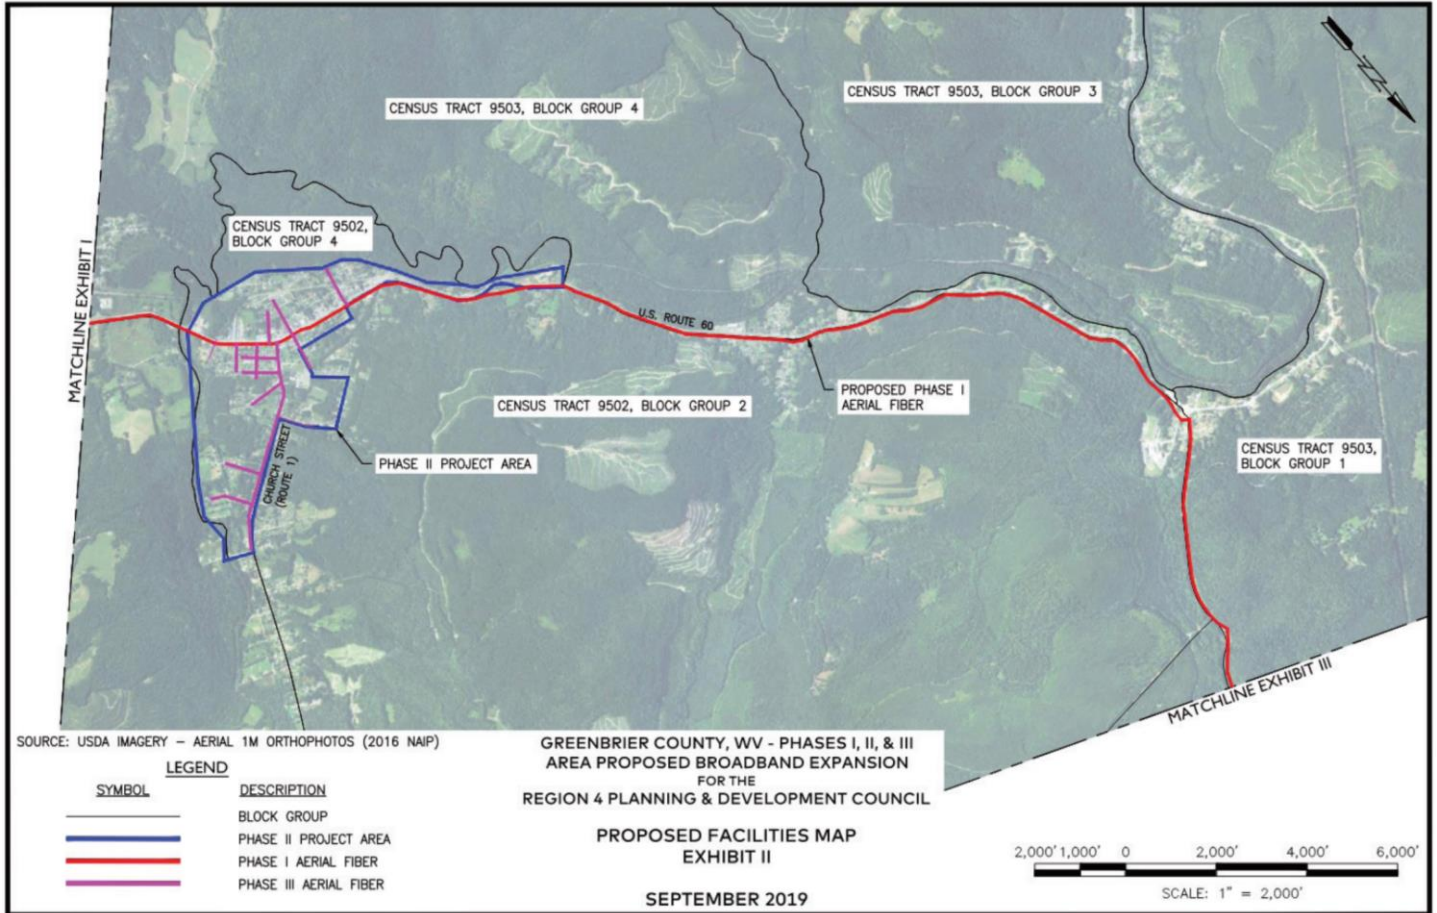 CENSUS TRACT 9503, BLOCK GROUP 4
CENSUS TRACT 9503, BLOCK GROUP 3
CENSUS TRACT 9502,
BLOCK GROUP 4
MATCHLINE EXHIBIT I
U.S. ROUTE 60
PROPOSED PHASE I
AERIAL FIBER
CENSUS TRACT 9502, BLOCK GROUP 2
CENSUS TRACT 9503,
BLOCK GROUP 1
PHASE II PROJECT AREA
CHURCH STREET
(ROUTE 1)
MATCHLINE EXHIBIT III
SOURCE: USDA IMAGERY - AERIAL 1M ORTHOPHOTOS (2016 NAIP)
LEGEND
SYMBOL DESCRIPTION
BLOCK GROUP
PHASE II PROJECT AREA
PHASE I AERIAL FIBER
PHASE III AERIAL FIBER
GREENBRIER COUNTY, WV - PHASES I, II, & III
AREA PROPOSED BROADBAND EXPANSION
FOR THE
REGION 4 PLANNING & DEVELOPMENT COUNCIL
PROPOSED FACILITIES MAP
EXHIBIT II
SEPTEMBER 2019
2,000' 1,000' 0 2,000' 4,000' 6,000'
SCALE: 1" = 2,000'